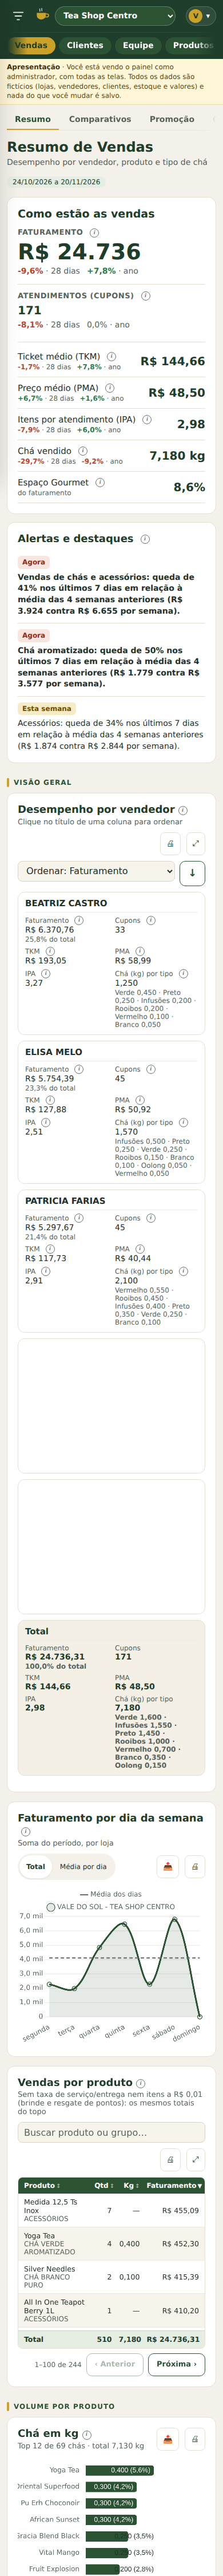 Tea Shop Centro
V
Vendas
Clientes
Equipe
Produtos
Apresentação · Você está vendo o painel como
administrador, com todas as telas. Todos os dados são
fictícios (lojas, vendedores, clientes, estoque e valores) e
nada do que você mudar é salvo.
Resumo
Comparativos
Promoção
Resumo de Vendas
Desempenho por vendedor, produto e tipo de chá
24/10/2026 a 20/11/2026
Como estão as vendas
FATURAMENTO
R$ 24.736
-9,6% · 28 dias +7,8% · ano
ATENDIMENTOS (CUPONS)
171
-8,1% · 28 dias 0,0% · ano
Ticket médio (TKM)
-1,7% · 28 dias +7,8% · ano
R$ 144,66
Preço médio (PMA)
+6,7% · 28 dias +1,6% · ano
R$ 48,50
Itens por atendimento (IPA)
-7,9% · 28 dias +6,0% · ano
2,98
Chá vendido
-29,7% · 28 dias -9,2% · ano
7,180 kg
Espaço Gourmet
do faturamento
8,6%
Alertas e destaques
Agora
Vendas de chás e acessórios: queda de
41% nos últimos 7 dias em relação à
média das 4 semanas anteriores (R$
3.924 contra R$ 6.655 por semana).
Agora
Chá aromatizado: queda de 50% nos
últimos 7 dias em relação à média das 4
semanas anteriores (R$ 1.779 contra R$
3.577 por semana).
Esta semana
Acessórios: queda de 34% nos últimos 7 dias
em relação à média das 4 semanas anteriores
(R$ 1.874 contra R$ 2.844 por semana).
VISÃO GERAL
Desempenho por vendedor
Clique no título de uma coluna para ordenar
Ordenar: Faturamento
BEATRIZ CASTRO
Faturamento
R$ 6.370,76
25,8% do total
Cupons
33
TKM
R$ 193,05
PMA
R$ 58,99
IPA
3,27
Chá (kg) por tipo
1,250
Verde 0,450 · Preto
0,250 · Infusões 0,200 ·
Rooibos 0,200 ·
Vermelho 0,100 ·
Branco 0,050
ELISA MELO
Faturamento
R$ 5.754,39
23,3% do total
Cupons
45
TKM
R$ 127,88
PMA
R$ 50,92
IPA
2,51
Chá (kg) por tipo
1,570
Infusões 0,500 · Preto
0,250 · Verde 0,250 ·
Rooibos 0,150 · Branco
0,100 · Oolong 0,050 ·
Vermelho 0,050
PATRICIA FARIAS
Faturamento
R$ 5.297,67
21,4% do total
Cupons
45
TKM
R$ 117,73
PMA
R$ 40,44
IPA
2,91
Chá (kg) por tipo
2,100
Vermelho 0,550 ·
Rooibos 0,450 ·
Infusões 0,400 · Preto
0,350 · Verde 0,250 ·
Branco 0,100
Total
Faturamento
R$ 24.736,31
100,0% do total
Cupons
171
TKM
R$ 144,66
PMA
R$ 48,50
IPA
2,98
Chá (kg) por tipo
7,180
Verde 1,600 ·
Infusões 1,550 ·
Preto 1,450 ·
Rooibos 1,000 ·
Vermelho 0,700 ·
Branco 0,350 ·
Oolong 0,150
Faturamento por dia da semana
Soma do período, por loja
Total
Média por dia
Média dos dias
VALE DO SOL - TEA SHOP CENTRO
7,0 mil
6,0 mil
5,0 mil
4,0 mil
3,0 mil
2,0 mil
1,0 mil
0
segunda
terça
quarta
quinta
sexta
sábado
domingo
Vendas por produto
Sem taxa de serviço/entrega nem itens a R$ 0,01
(brinde e resgate de pontos): os mesmos totais
do topo
Buscar produto ou grupo...
Produto
Qtd
Kg
Faturamento
Medida 12,5 Ts
Inox
ACESSÓRIOS
7 — R$ 455,09
Yoga Tea
CHÁ VERDE
AROMATIZADO
4 0,400 R$ 452,30
Silver Needles
CHÁ BRANCO
PURO
2 0,100 R$ 415,39
All In One Teapot
Berry 1L
ACESSÓRIOS
1 — R$ 410,20
Total 510 7,180 R$ 24.736,31
1–100 de 244
‹ Anterior
Próxima ›
VOLUME POR PRODUTO
Chá em kg
Top 12 de 69 chás · total 7,130 kg
Yoga Tea 0,400 (5,6%)
Oriental Superfood 0,300 (4,2%)
Pu Erh Choconoir 0,300 (4,2%)
African Sunset 0,300 (4,2%)
Gracia Blend Black (3,5%)
Vital Mango (3,5%)
Fruit Explosion (2,8%)